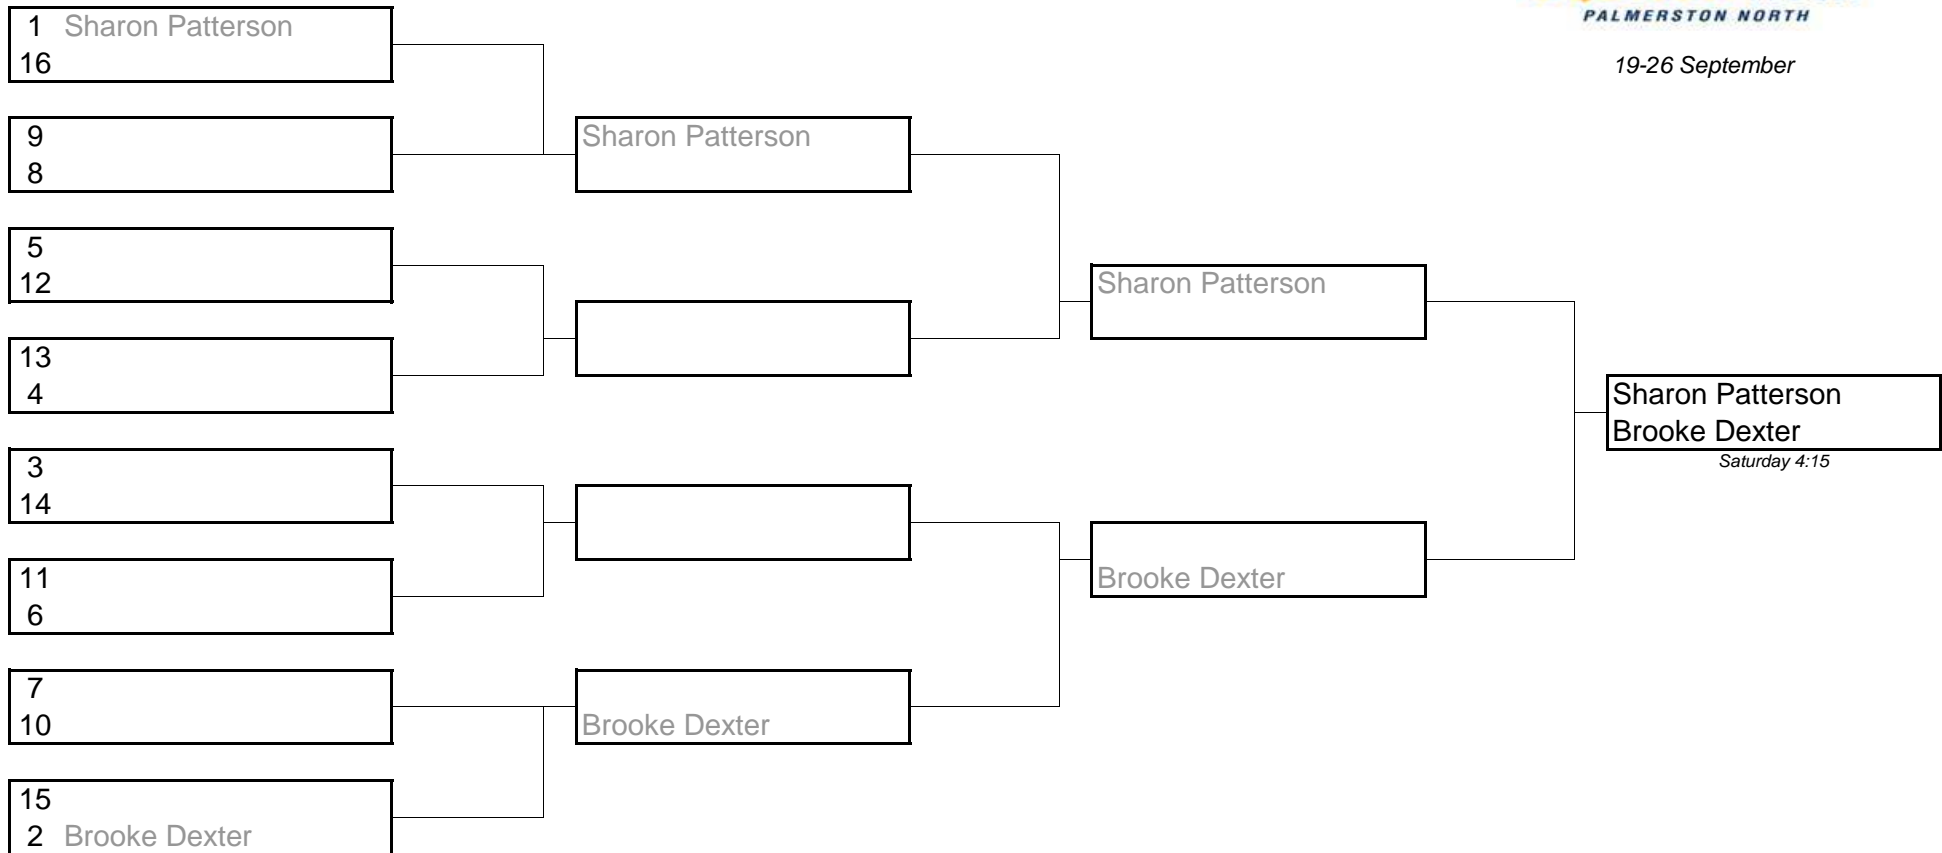 PALMERSTON NORTH
19-26 September
1 Sharon Patterson
16
9
8
5
12
13
4
3
14
11
6
7
10
15
2 Brooke Dexter
Sharon Patterson
Brooke Dexter
Sharon Patterson
Brooke Dexter
Sharon Patterson
Brooke Dexter
Saturday 4:15